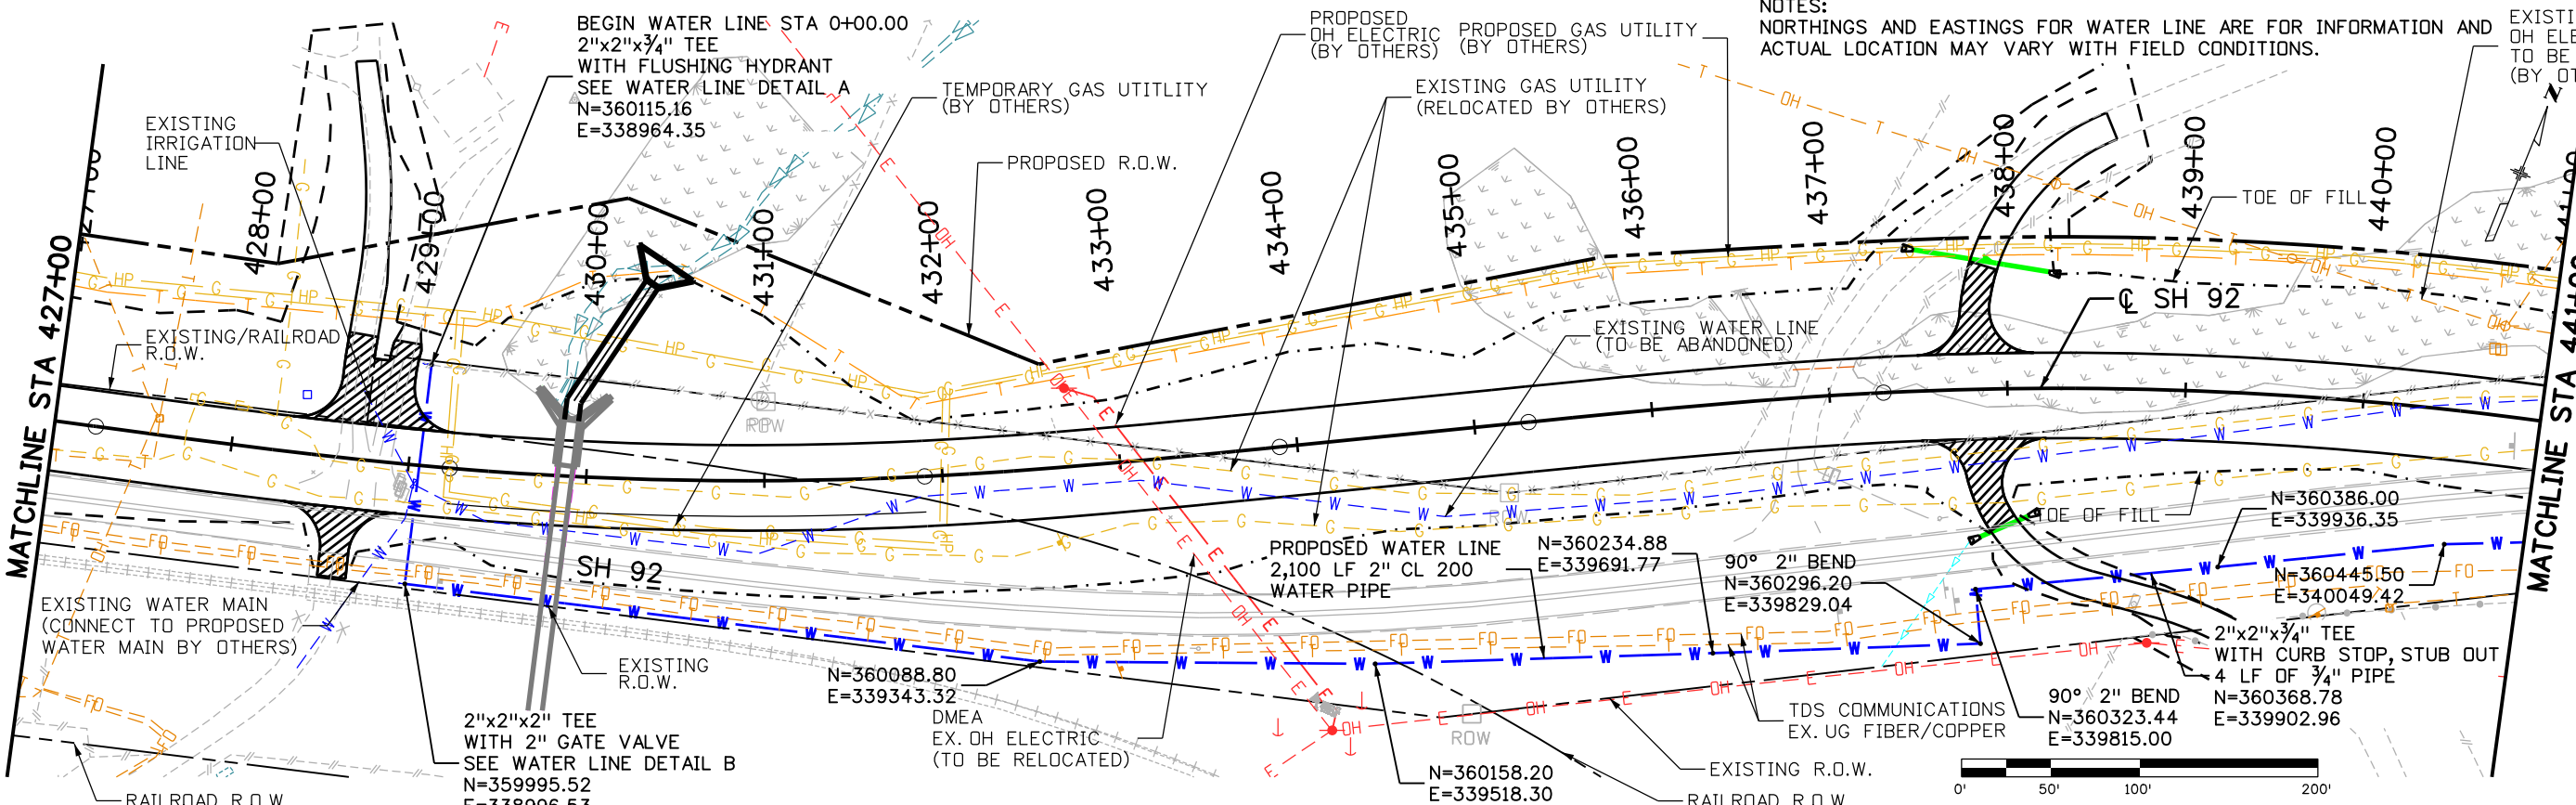 BEGIN WATER LINE STA 0+00.00
2"x2"x¾" TEE
WITH FLUSHING HYDRANT
SEE WATER LINE DETAIL A
N=360115.16
E=338964.35
EXISTING
IRRIGATION
LINE
TEMPORARY GAS UTITLITY
(BY OTHERS)
PROPOSED R.O.W.
PROPOSED
OH ELECTRIC
(BY OTHERS)
PROPOSED GAS UTILITY
(BY OTHERS)
EXISTING GAS UTILITY
(RELOCATED BY OTHERS)
NOTES:
NORTHINGS AND EASTINGS FOR WATER LINE ARE FOR INFORMATION AND
ACTUAL LOCATION MAY VARY WITH FIELD CONDITIONS.
428+00
429+00
430+00
431+00
432+00
433+00
434+00
435+00
436+00
437+00
438+00
439+00
440+00
TOE OF FILL
℄ SH 92
MATCHLINE STA 427+00
EXISTING/RAILROAD
R.O.W.
EXISTING WATER LINE
(TO BE ABANDONED)
ROW
ROW
SH 92
PROPOSED WATER LINE
2,100 LF 2" CL 200
WATER PIPE
N=360234.88
E=339691.77
90° 2" BEND
N=360296.20
E=339829.04
TOE OF FILL
N=360386.00
E=339936.35
N=360445.50
E=340049.42
EXISTING WATER MAIN
(CONNECT TO PROPOSED
WATER MAIN BY OTHERS)
EXISTING
R.O.W.
N=360088.80
E=339343.32
DMEA
EX. OH ELECTRIC
(TO BE RELOCATED)
2"x2"x2" TEE
WITH 2" GATE VALVE
SEE WATER LINE DETAIL B
N=359995.52
E=338996.53
ROW
N=360158.20
E=339518.30
TDS COMMUNICATIONS
EX. UG FIBER/COPPER
EXISTING R.O.W.
90° 2" BEND
N=360323.44
E=339815.00
2"x2"x¾" TEE
WITH CURB STOP, STUB OUT
4 LF OF ¾" PIPE
N=360368.78
E=339902.96
RAILROAD R.O.W.
RAILROAD R.O.W.
0' 50' 100' 200'